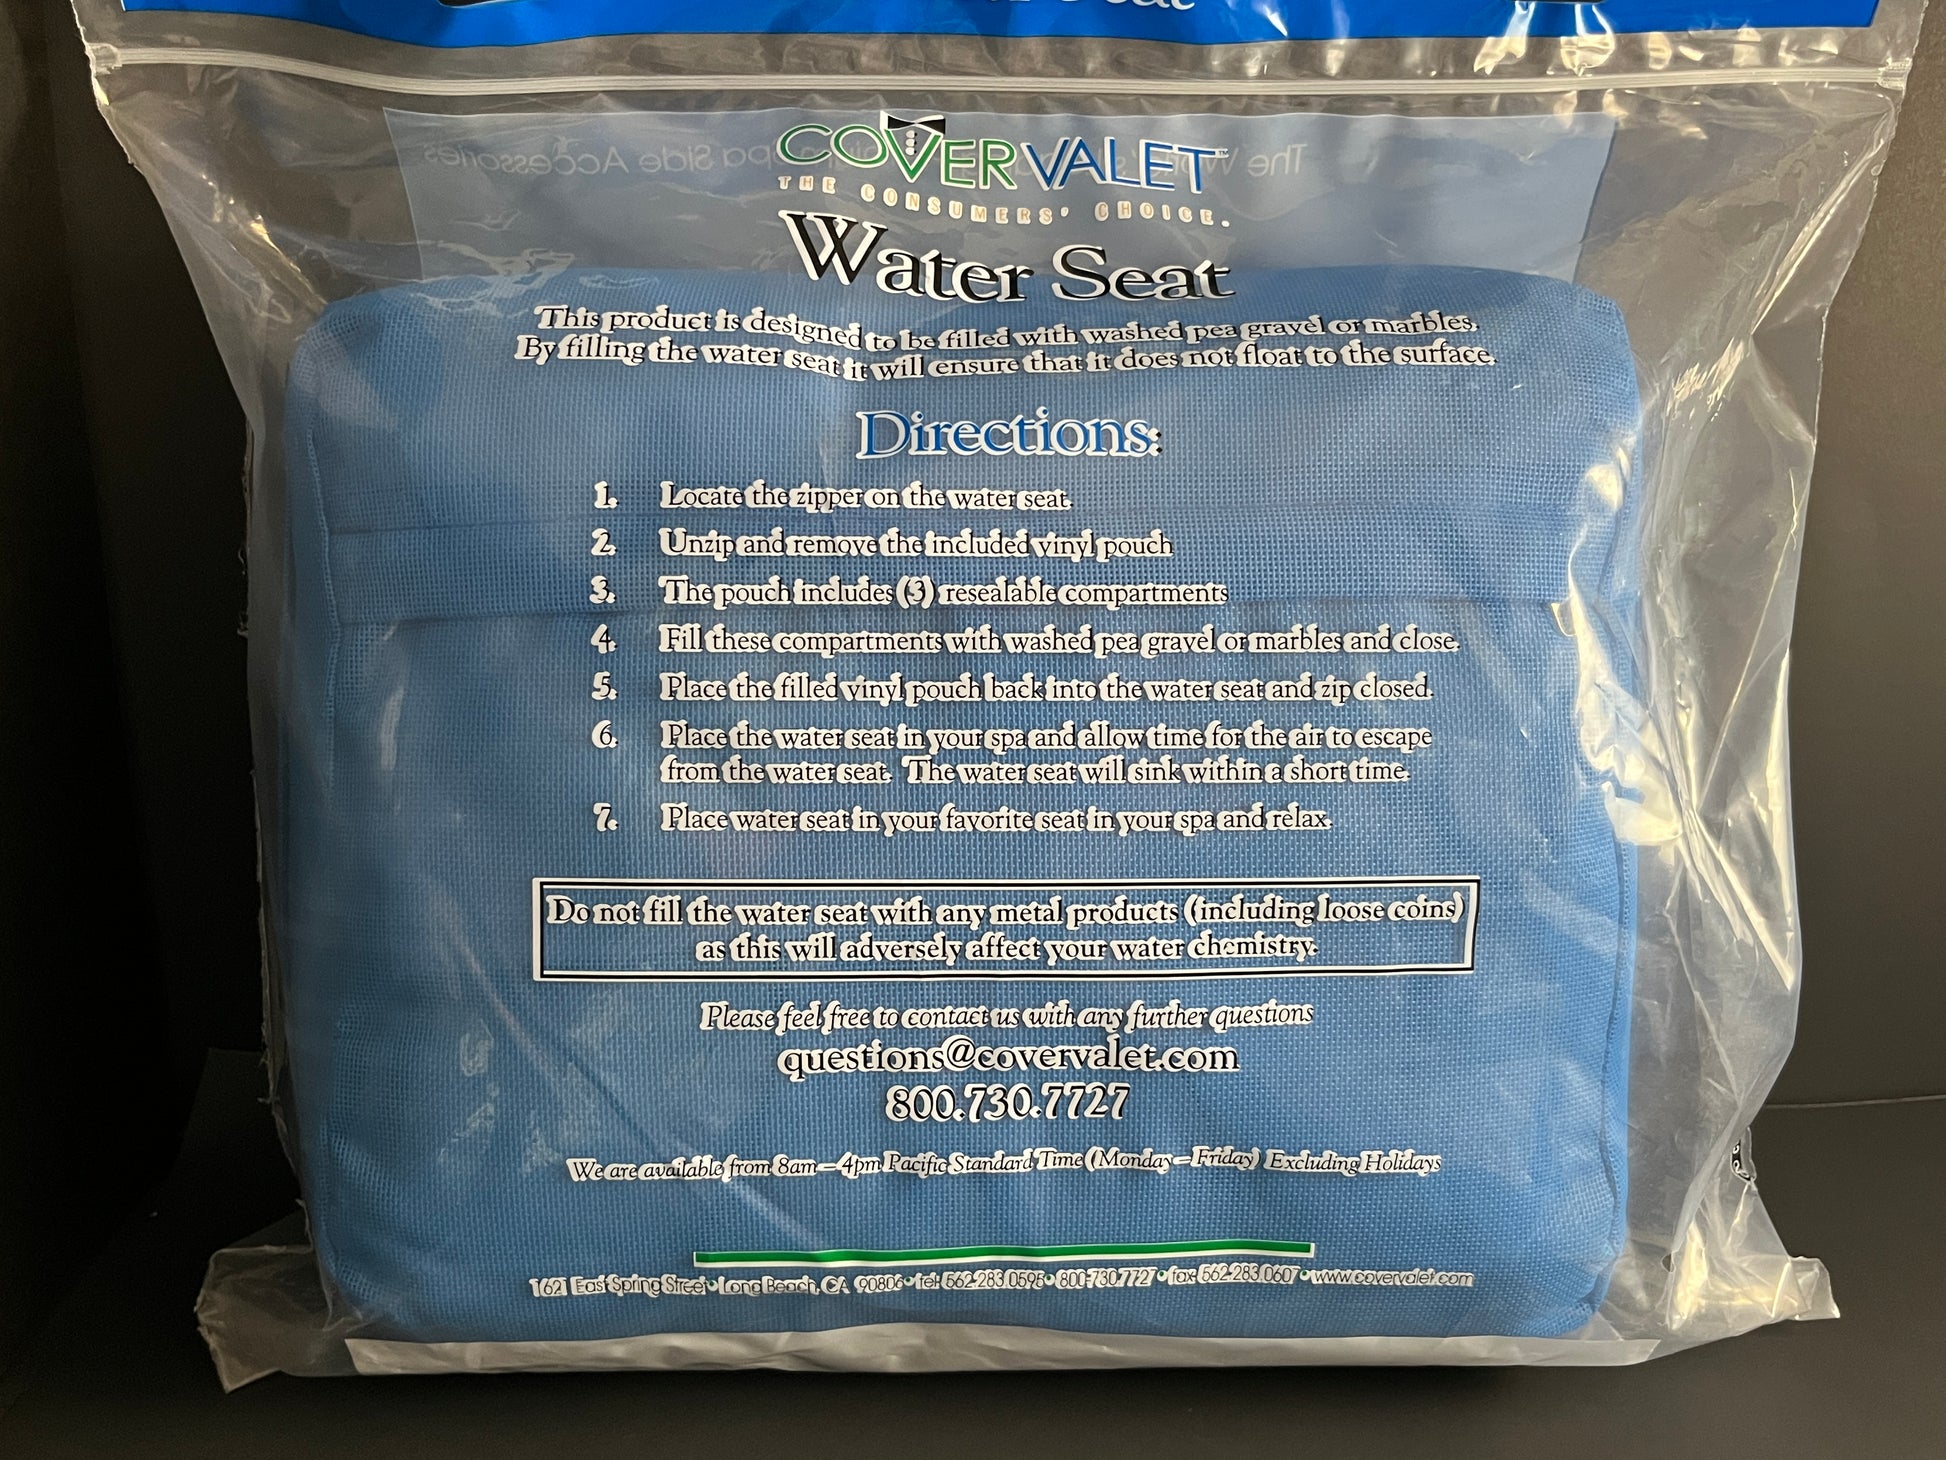 Seat
COVERVALET™
THE CONSUMERS' CHOICE.
Water Seat
This product is designed to be filled with washed pea gravel or marbles.
By filling the water seat it will ensure that it does not float to the surface.
Directions:
1. Locate the zipper on the water seat.
2. Unzip and remove the included vinyl pouch
3. The pouch includes (3) resealable compartments
4. Fill these compartments with washed pea gravel or marbles and close.
5. Place the filled vinyl pouch back into the water seat and zip closed.
6. Place the water seat in your spa and allow time for the air to escape
from the water seat. The water seat will sink within a short time.
7. Place water seat in your favorite seat in your spa and relax.
Do not fill the water seat with any metal products (including loose coins)
as this will adversely affect your water chemistry.
Please feel free to contact us with any further questions
questions@covervalet.com
800.730.7727
We are available from 8am – 4pm Pacific Standard Time (Monday – Friday) Excluding Holidays
1621 East Spring Street • Long Beach, CA 90806 • tel: 562-283.0595 • 800-730.7727 • fax 562-283.0607 • www.covervalet.com